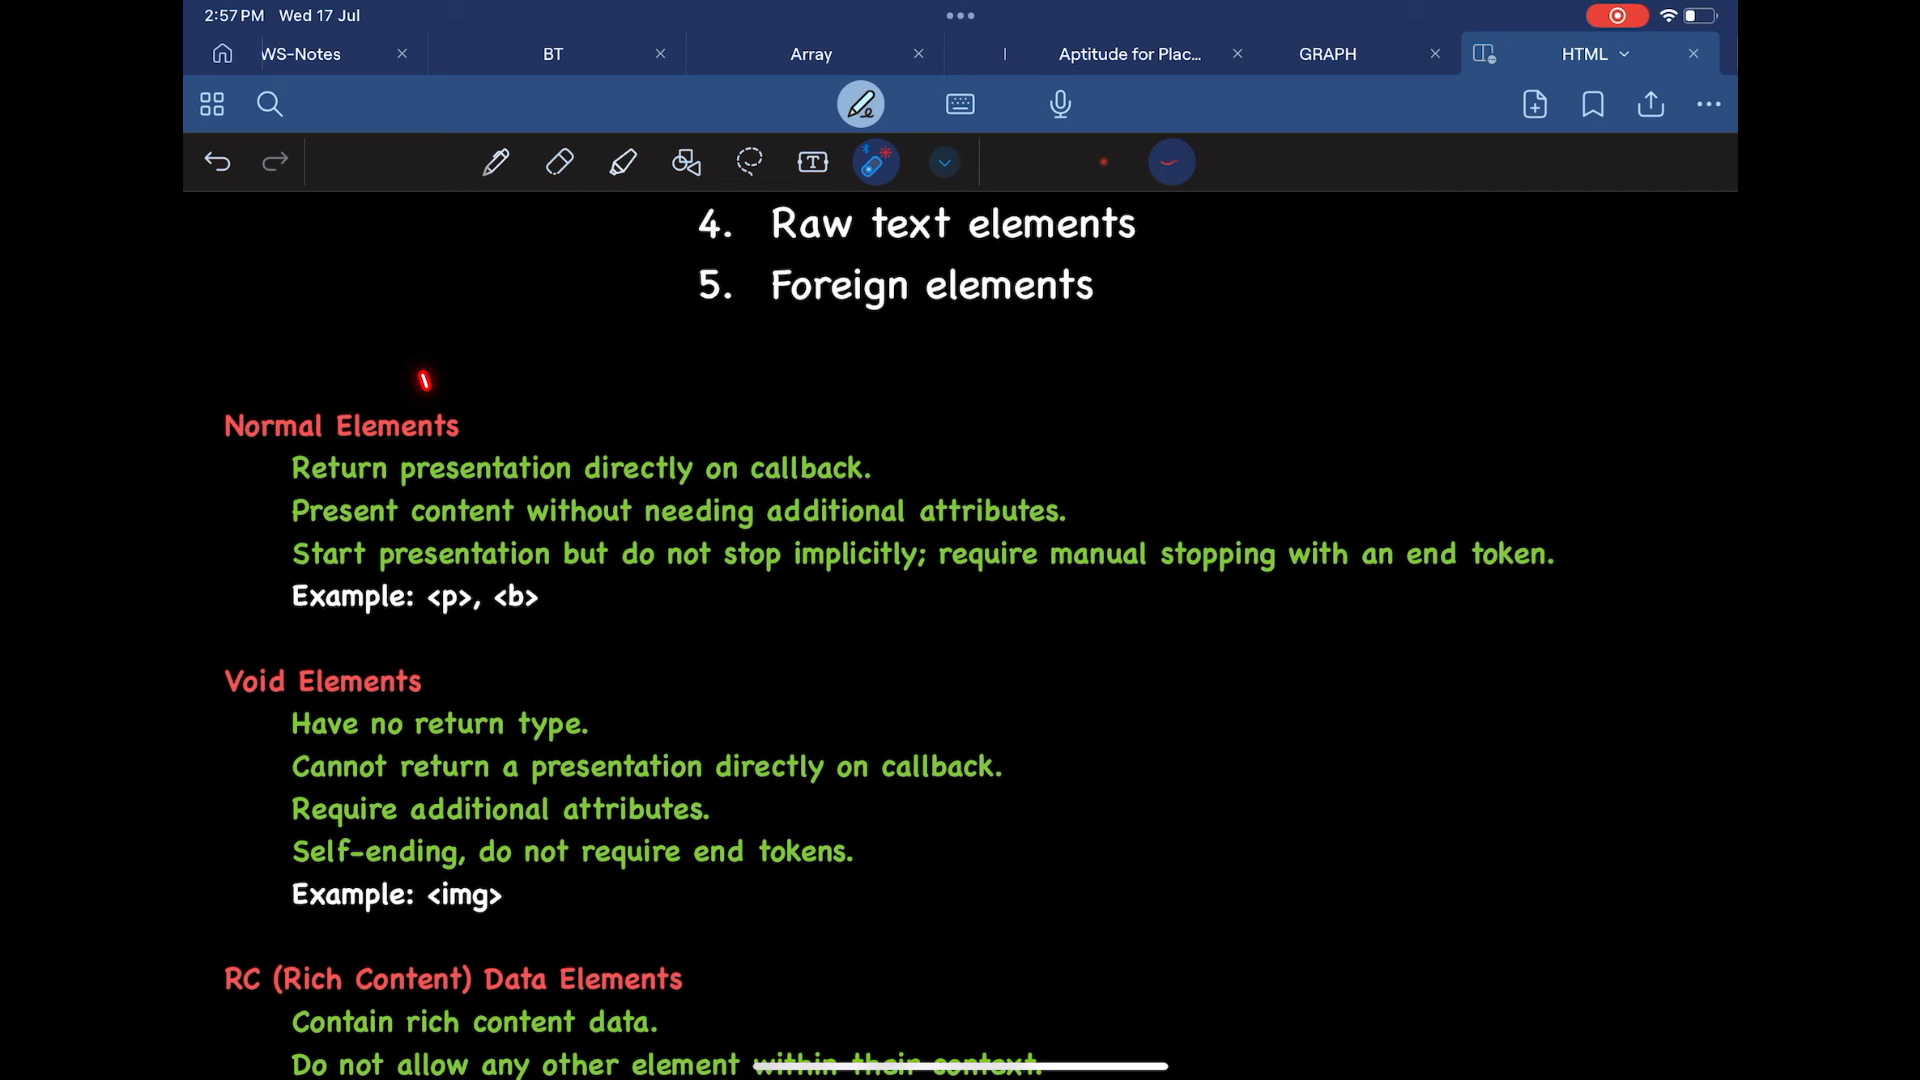 2:57 PM Wed 17 Jul
WS-Notes
BT
Array
Aptitude for Plac...
GRAPH
HTML
4. Raw text elements
5. Foreign elements
Normal Elements
Return presentation directly on callback.
Present content without needing additional attributes.
Start presentation but do not stop implicitly; require manual stopping with an end token.
Example: <p>, <b>
Void Elements
Have no return type.
Cannot return a presentation directly on callback.
Require additional attributes.
Self-ending, do not require end tokens.
Example: <img>
RC (Rich Content) Data Elements
Contain rich content data.
Do not allow any other element within their context.